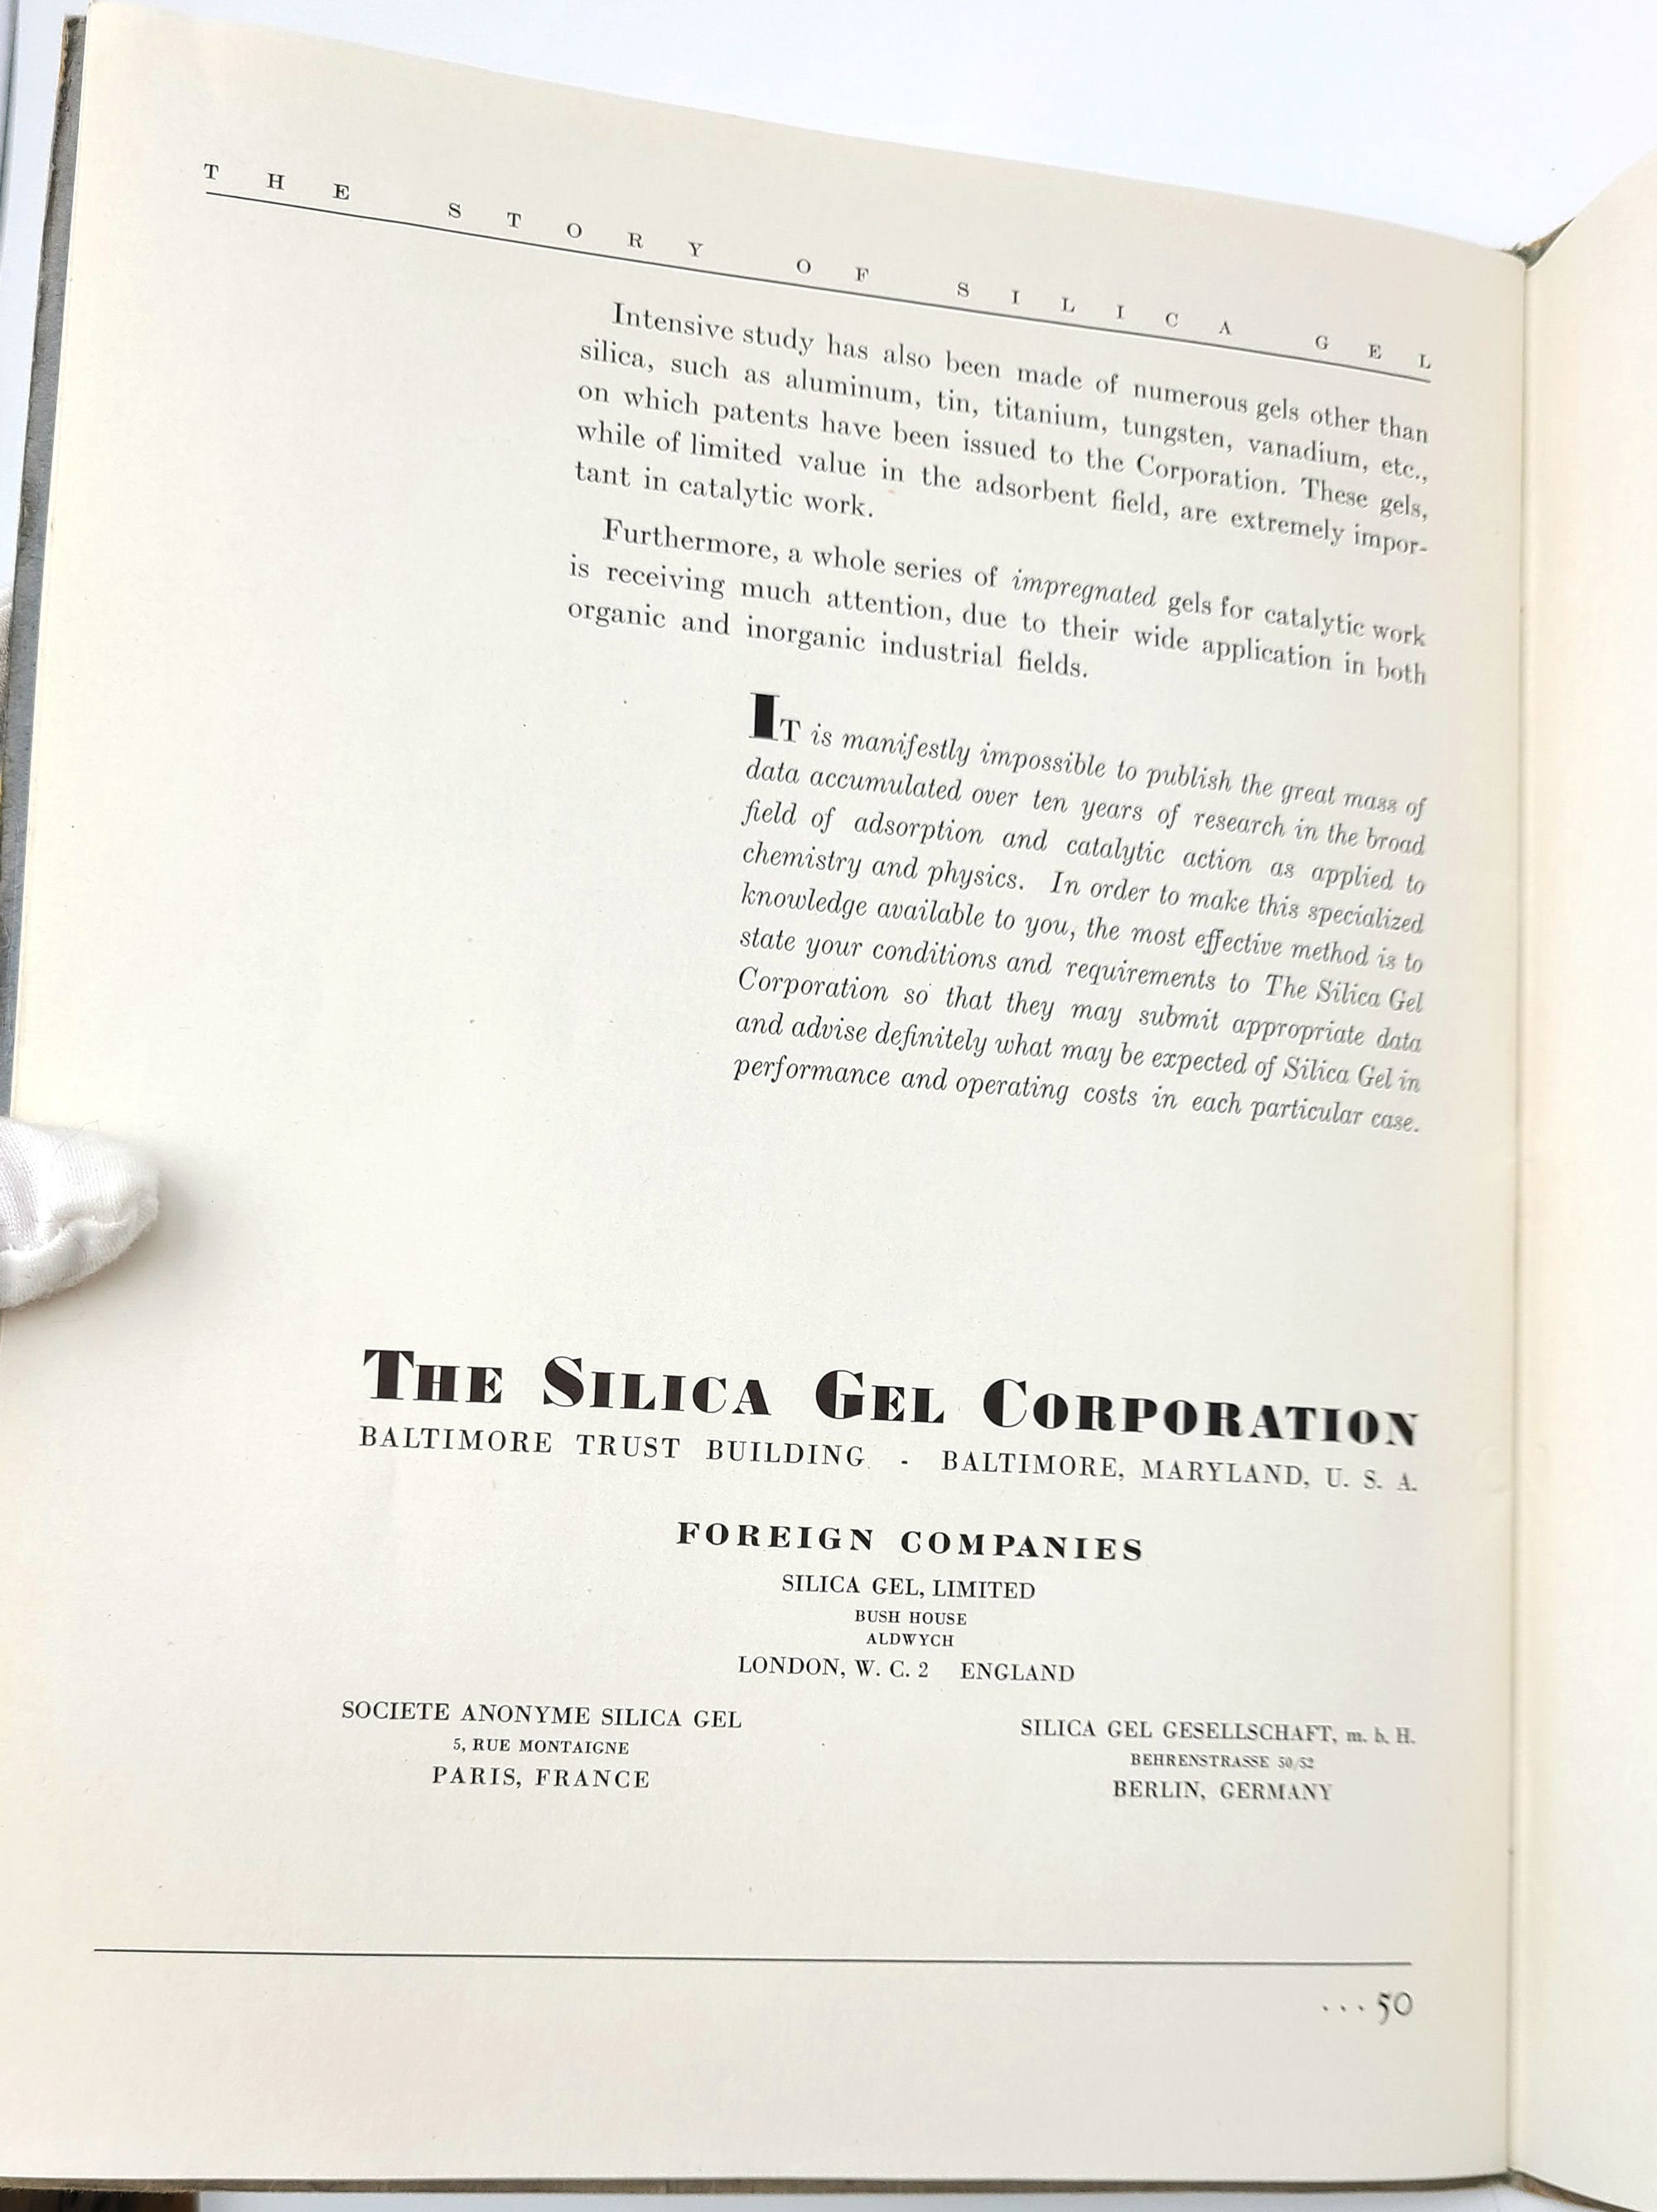 THE STORY OF SILICA GEL
Intensive study has also been made of numerous gels other than
silica, such as aluminum, tin, titanium, tungsten, vanadium, etc.,
on which patents have been issued to the Corporation. These gels,
while of limited value in the adsorbent field, are extremely impor-
tant in catalytic work.
Furthermore, a whole series of impregnated gels for catalytic work
is receiving much attention, due to their wide application in both
organic and inorganic industrial fields.
IT is manifestly impossible to publish the great mass of
data accumulated over ten years of research in the broad
field of adsorption and catalytic action as applied to
chemistry and physics. In order to make this specialized
knowledge available to you, the most effective method is to
state your conditions and requirements to The Silica Gel
Corporation so that they may submit appropriate data
and advise definitely what may be expected of Silica Gel in
performance and operating costs in each particular case.
THE SILICA GEL CORPORATION
BALTIMORE TRUST BUILDING - BALTIMORE, MARYLAND, U. S. A.
FOREIGN COMPANIES
SILICA GEL, LIMITED
BUSH HOUSE
ALDWYCH
LONDON, W. C. 2 ENGLAND
SOCIETE ANONYME SILICA GEL
5, RUE MONTAIGNE
PARIS, FRANCE
SILICA GEL GESELLSCHAFT, m. b. H.
BEHRENSTRASSE 50/52
BERLIN, GERMANY
...50